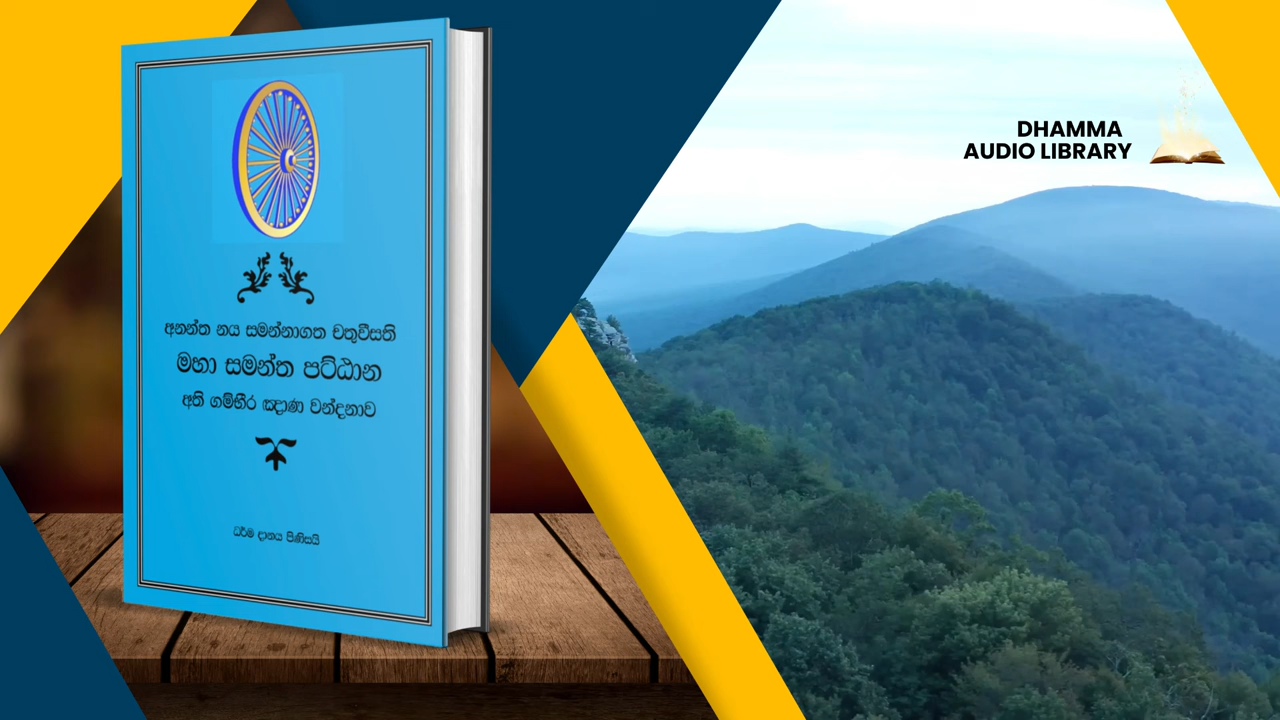 අනන්ත නය සමන්නාගත චතුවීසති
මහා සමන්ත පට්ඨාන
අති ගම්භීර ඤාණ වන්දනාව
ධර්ම දානය පිණිසයි
DHAMMA
AUDIO LIBRARY